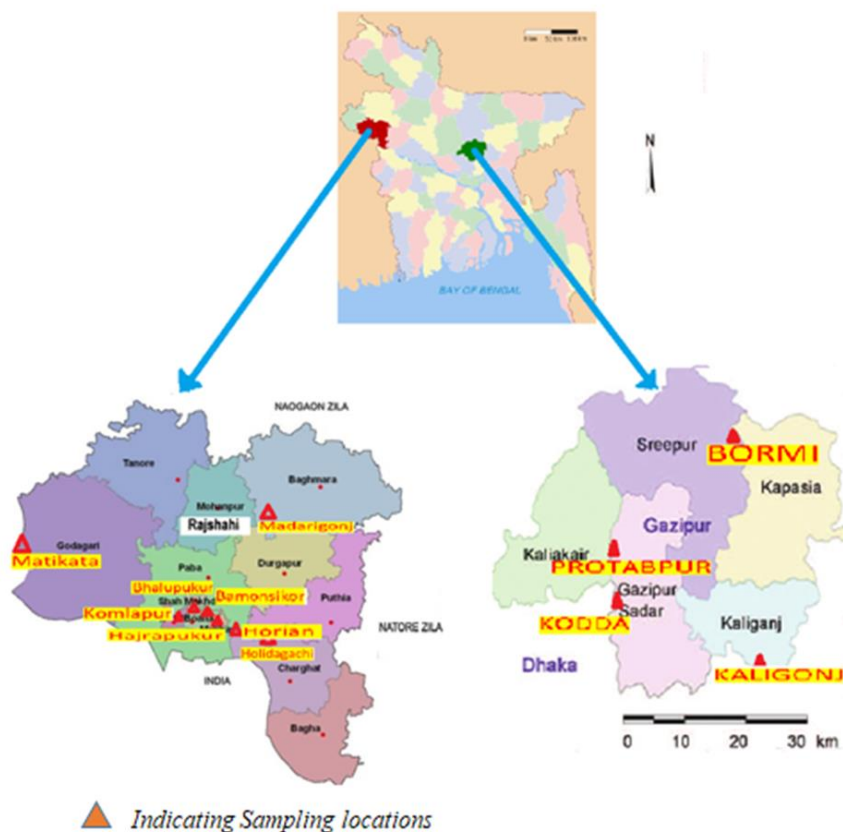 N
BAY OF BENGAL
NAOGAON ZILA
Tanore
Mohanpur
Baghmara
Rajshahi
Madarigonj
Godagari
Matikata
Paba
Durgapur
Bhalupukur
Bamonsikor
Puthia
Komlapur
Hajrapukur
Horian
NATORE ZILA
Holidagachi
INDIA
Charghat
Bagha
Sreepur
BORMI
Kapasia
Gazipur
Kaliakair
PROTABPUR
Gazipur
Sadar
KODDA
Kaliganj
Dhaka
KALIGONJ
0 10 20 30 km
Indicating Sampling locations